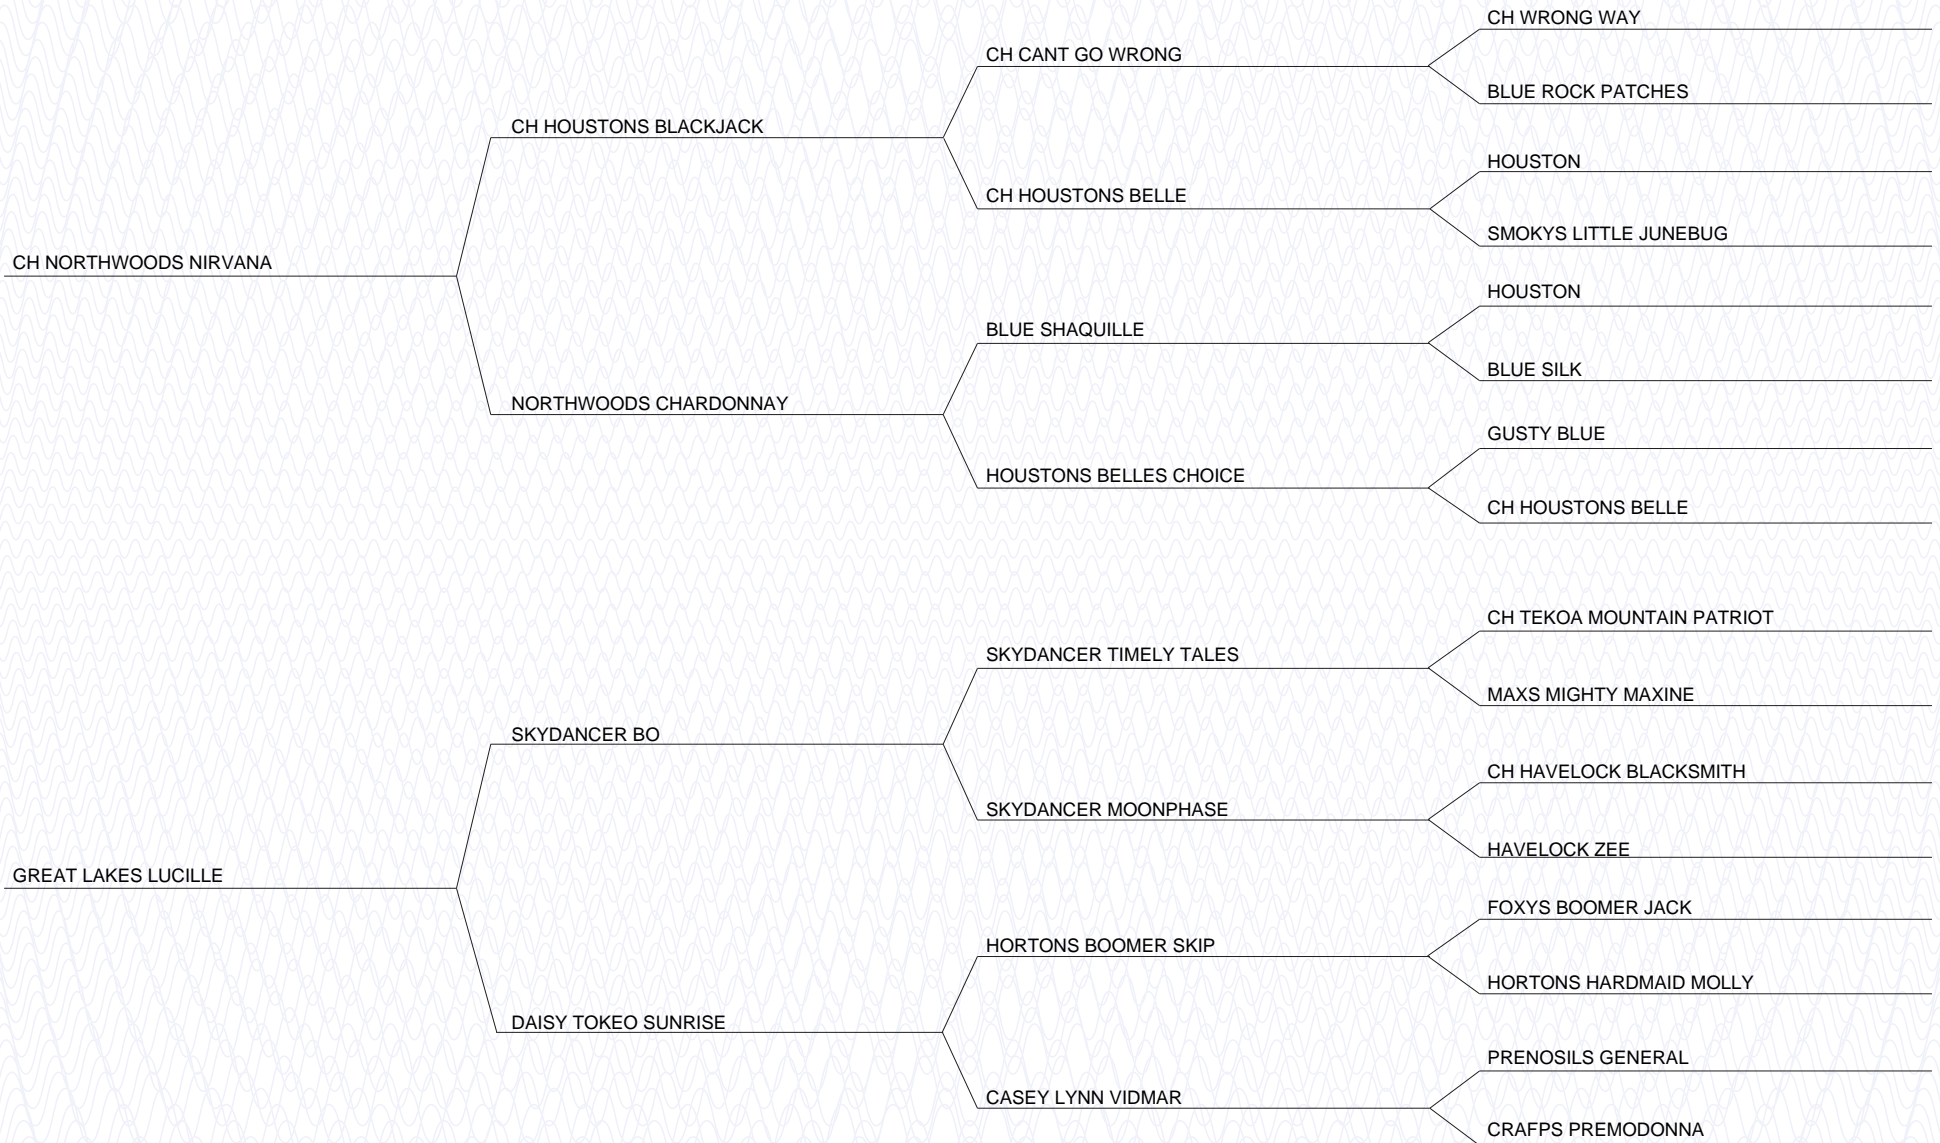 CH WRONG WAY
CH CANT GO WRONG
BLUE ROCK PATCHES
CH HOUSTONS BLACKJACK
HOUSTON
CH HOUSTONS BELLE
SMOKYS LITTLE JUNEBUG
CH NORTHWOODS NIRVANA
HOUSTON
BLUE SHAQUILLE
BLUE SILK
NORTHWOODS CHARDONNAY
GUSTY BLUE
HOUSTONS BELLES CHOICE
CH HOUSTONS BELLE
CH TEKOA MOUNTAIN PATRIOT
SKYDANCER TIMELY TALES
MAXS MIGHTY MAXINE
SKYDANCER BO
CH HAVELOCK BLACKSMITH
SKYDANCER MOONPHASE
HAVELOCK ZEE
GREAT LAKES LUCILLE
FOXYS BOOMER JACK
HORTONS BOOMER SKIP
HORTONS HARDMAID MOLLY
DAISY TOKEO SUNRISE
PRENOSILS GENERAL
CASEY LYNN VIDMAR
CRAFPS PREMODONNA